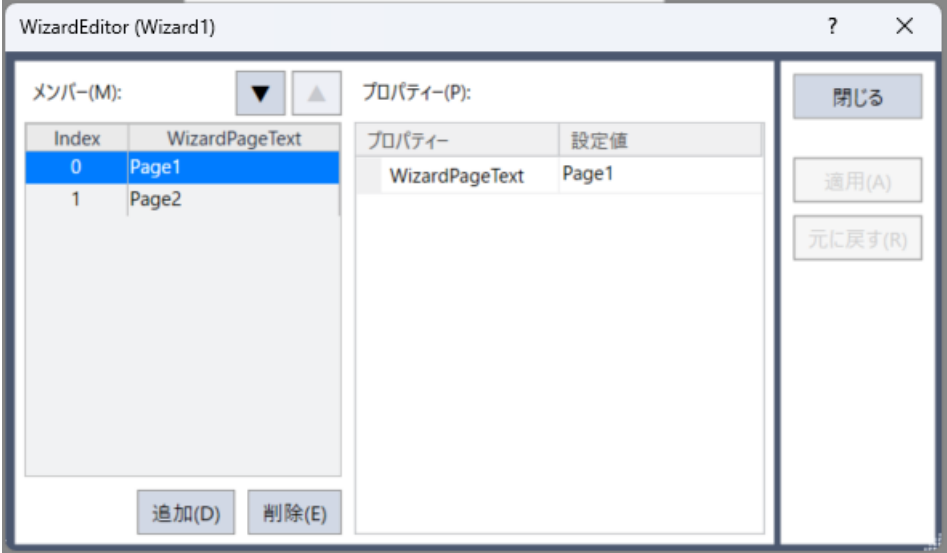 WizardEditor (Wizard1) ?
メンバー(M):
Index WizardPageText
0 Page1
1 Page2
追加(D) 削除(E)
プロパティー(P):
プロパティー 設定値
WizardPageText Page1
閉じる
適用(A)
元に戻す(R)